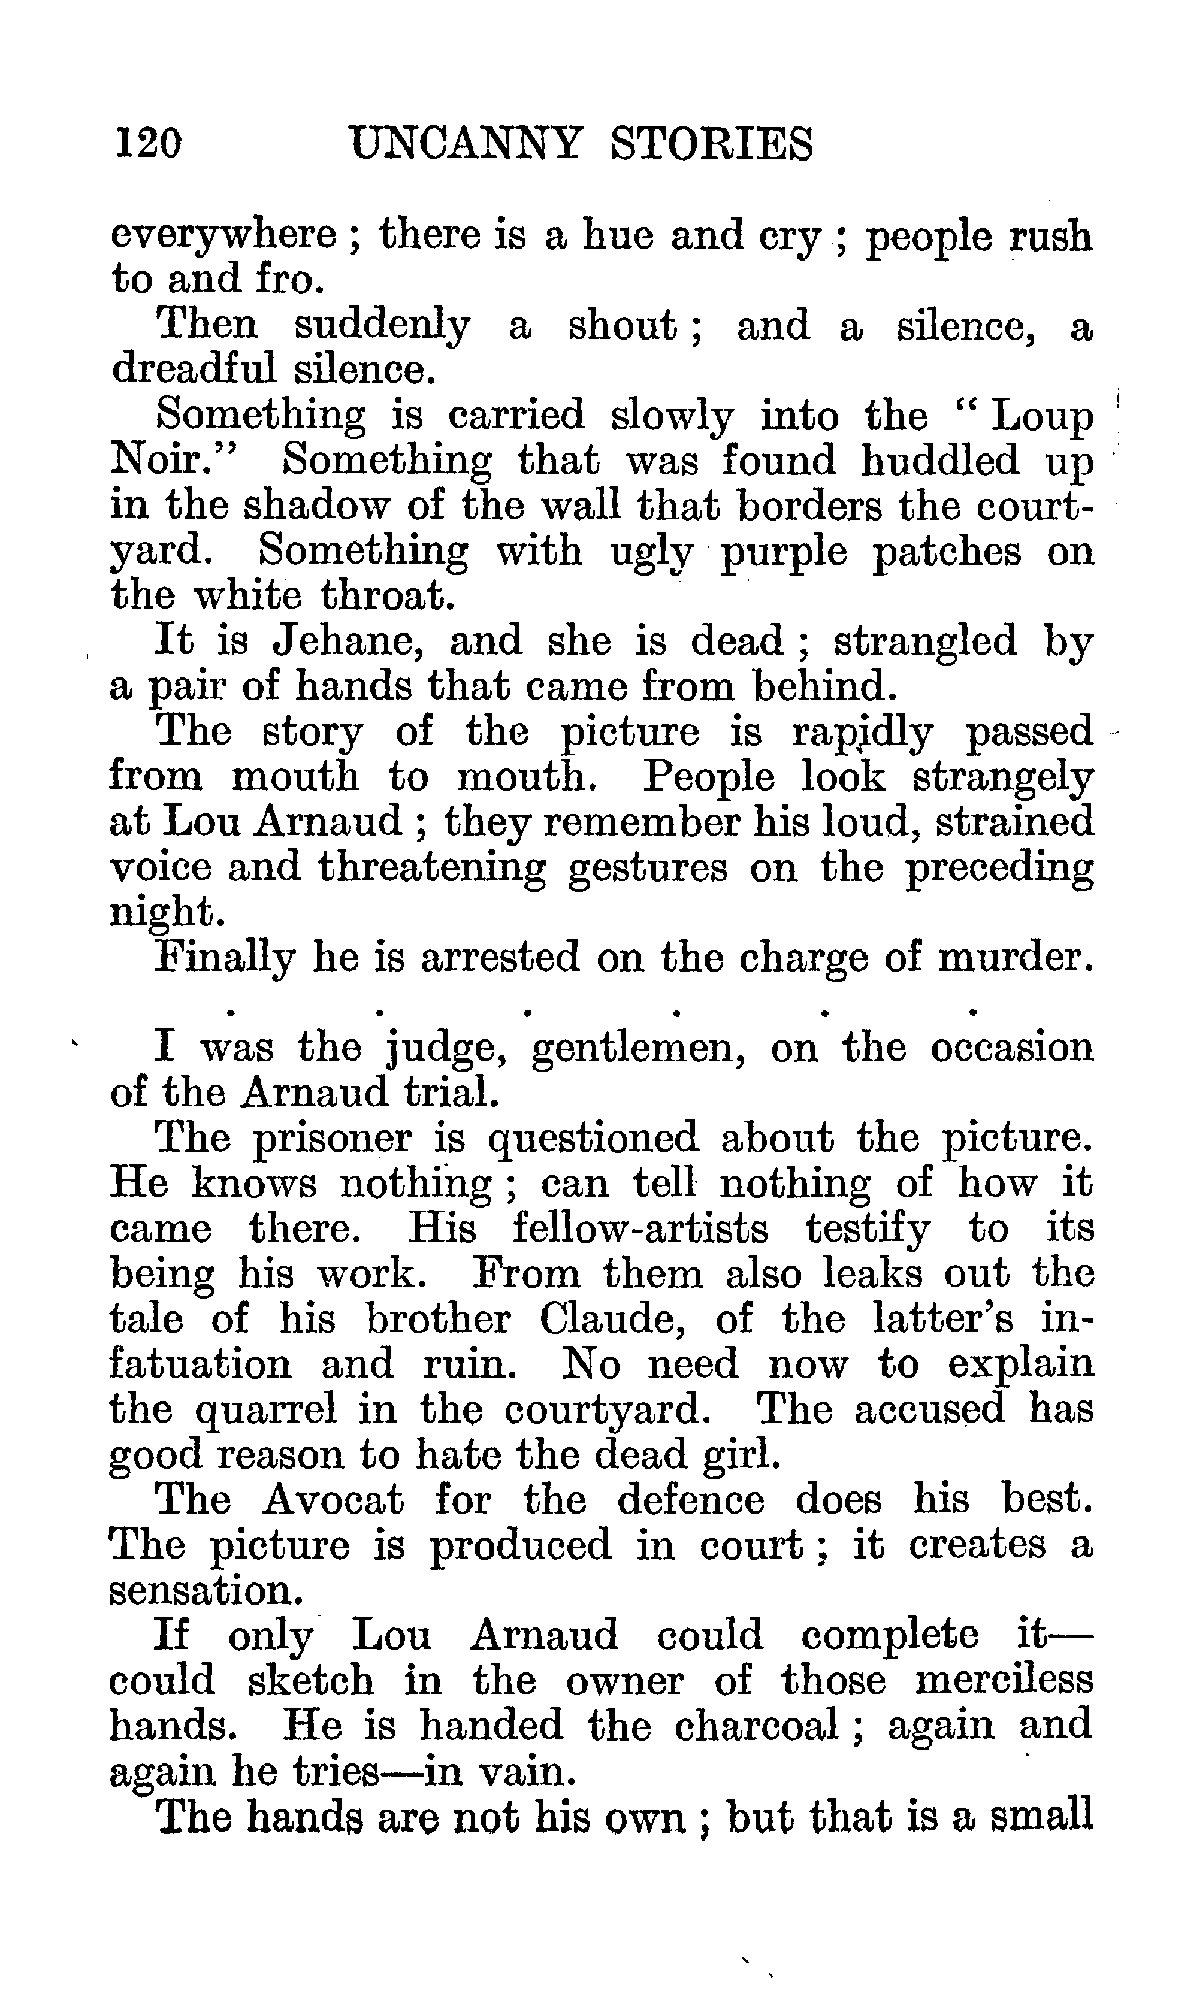 120 UNCANNY STORIES
everywhere ; there is a hue and cry ; people rush
to and fro.
Then suddenly a shout ; and a silence, a
dreadful silence.
Something is carried slowly into the “ Loup
Noir.” Something that was found huddled up
in the shadow of the wall that borders the court-
yard. Something with ugly purple patches on
the white throat.
It is Jehane, and she is dead ; strangled by
a pair of hands that came from behind.
The story of the picture is rapidly passed
from mouth to mouth. People look strangely
at Lou Arnaud ; they remember his loud, strained
voice and threatening gestures on the preceding
night.
Finally he is arrested on the charge of murder.
. . . . . .
I was the judge, gentlemen, on the occasion
of the Arnaud trial.
The prisoner is questioned about the picture.
He knows nothing ; can tell nothing of how it
came there. His fellow-artists testify to its
being his work. From them also leaks out the
tale of his brother Claude, of the latter’s in-
fatuation and ruin. No need now to explain
the quarrel in the courtyard. The accused has
good reason to hate the dead girl.
The Avocat for the defence does his best.
The picture is produced in court ; it creates a
sensation.
If only Lou Arnaud could complete it—
could sketch in the owner of those merciless
hands. He is handed the charcoal ; again and
again he tries—in vain.
The hands are not his own ; but that is a small